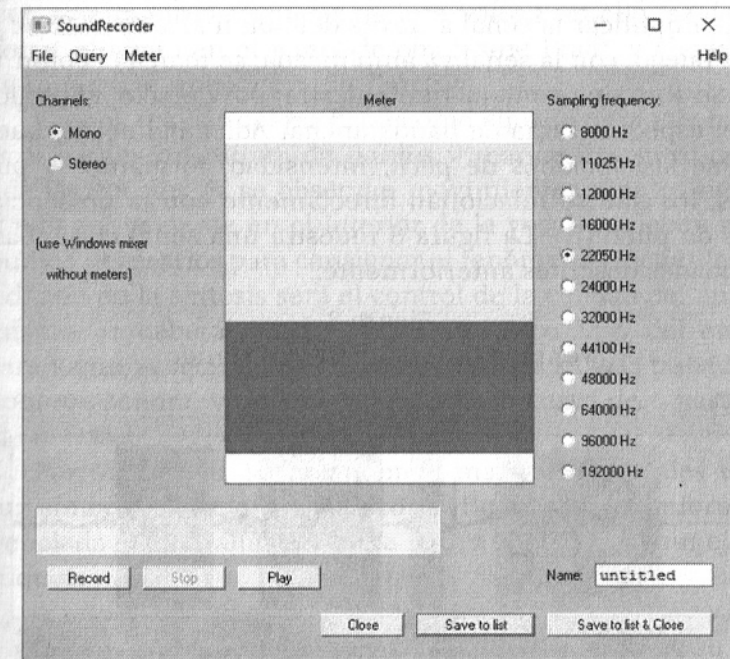 SoundRecorder
File Query Meter Help
Channels:
Mono
Stereo
(use Windows mixer
without meters)
Meter
Sampling frequency:
8000 Hz
11025 Hz
12000 Hz
16000 Hz
22050 Hz
24000 Hz
32000 Hz
44100 Hz
48000 Hz
64000 Hz
96000 Hz
192000 Hz
Record Stop Play
Name: untitled
Close Save to list Save to list & Close